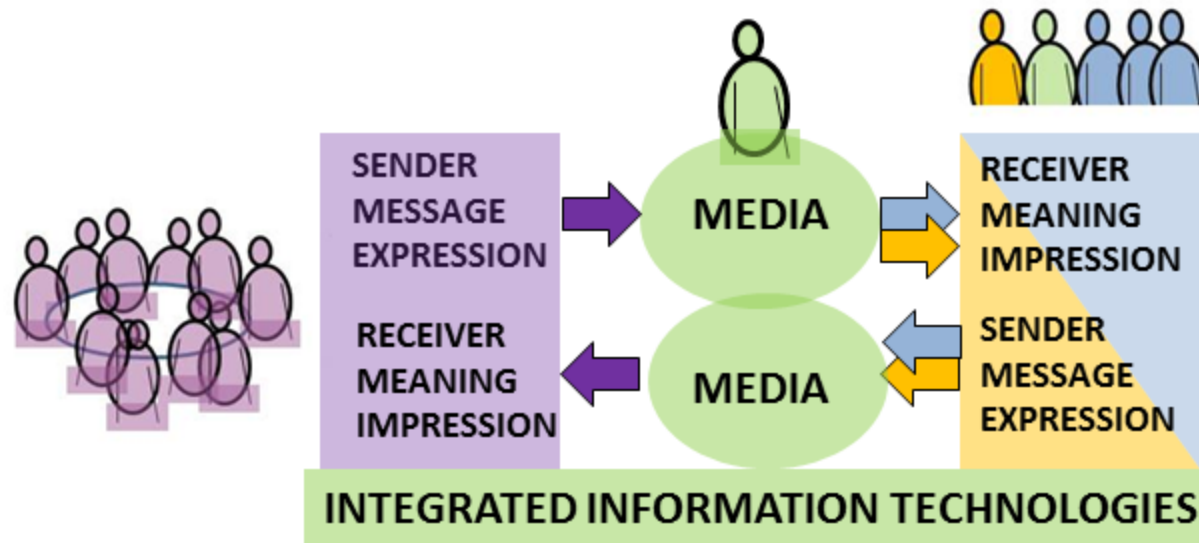 SENDER
MESSAGE
EXPRESSION
RECEIVER
MEANING
IMPRESSION
MEDIA
MEDIA
RECEIVER
MEANING
IMPRESSION
SENDER
MESSAGE
EXPRESSION
INTEGRATED INFORMATION TECHNOLOGIES